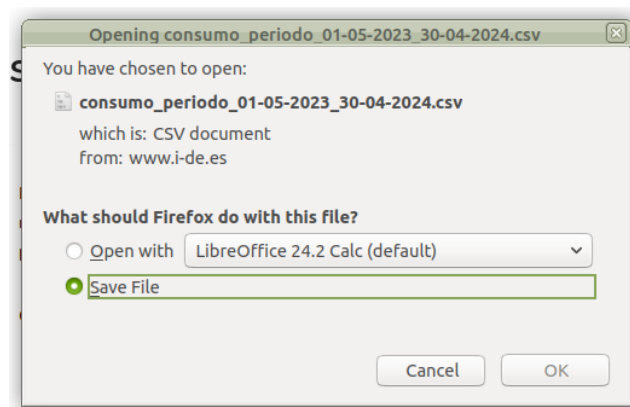 Opening consumo_periodo_01-05-2023_30-04-2024.csv
S
You have chosen to open:
consumo_periodo_01-05-2023_30-04-2024.csv
which is: CSV document
from: www.i-de.es
What should Firefox do with this file?
Open with LibreOffice 24.2 Calc (default)
Save File
Cancel OK